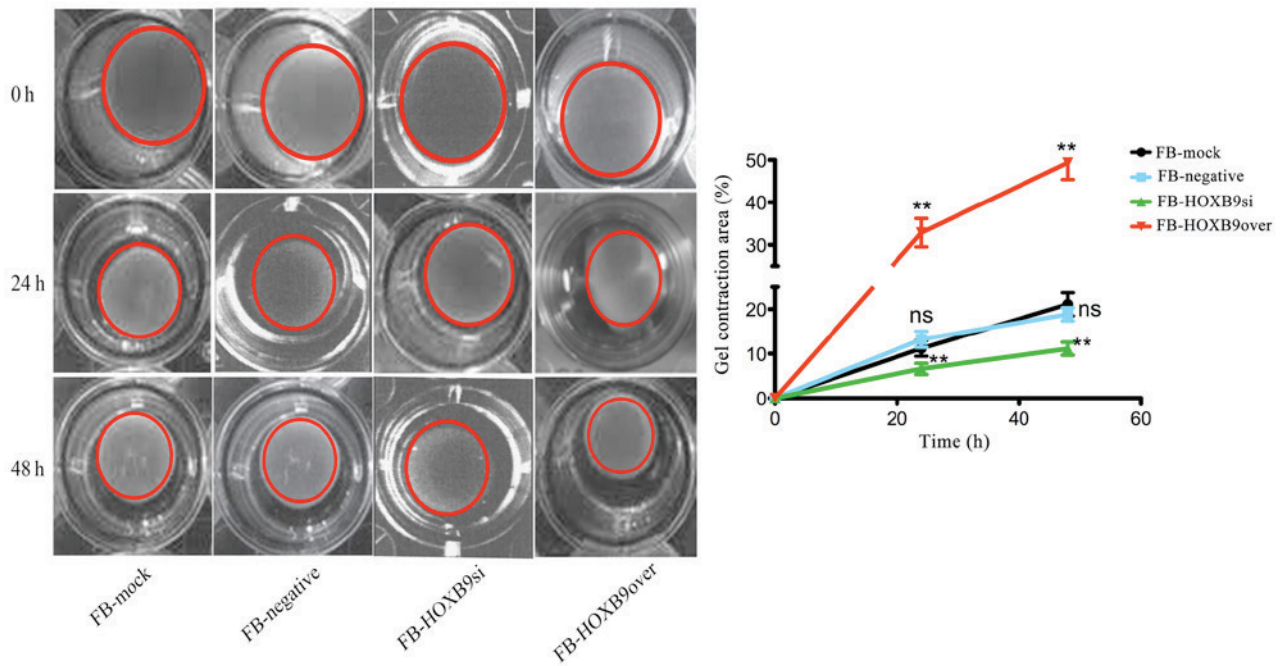 0 h
24 h
48 h
FB-mock
FB-negative
FB-HOXB9si
FB-HOXB9over
Gel contraction area (%)
50
40
30
20
10
0
0
20
40
60
Time (h)
**
**
ns
**
ns
**
FB-mock
FB-negative
FB-HOXB9si
FB-HOXB9over